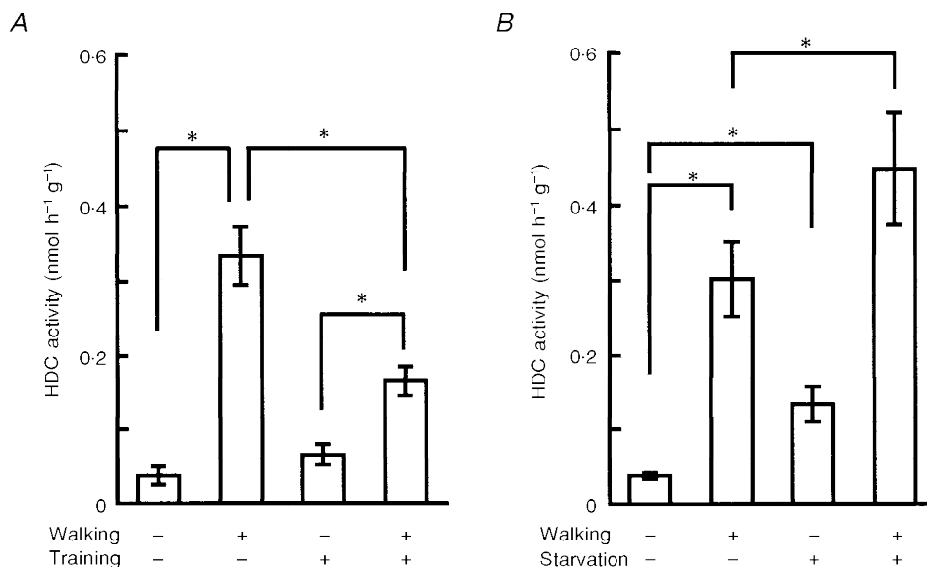 A
B
0·6
0·4
0·2
0
HDC activity (nmol h⁻¹ g⁻¹)
* * *
Walking − + − +
Training − − + +
0·6
0·4
0·2
0
HDC activity (nmol h⁻¹ g⁻¹)
* * *
Walking − + − +
Starvation − − + +